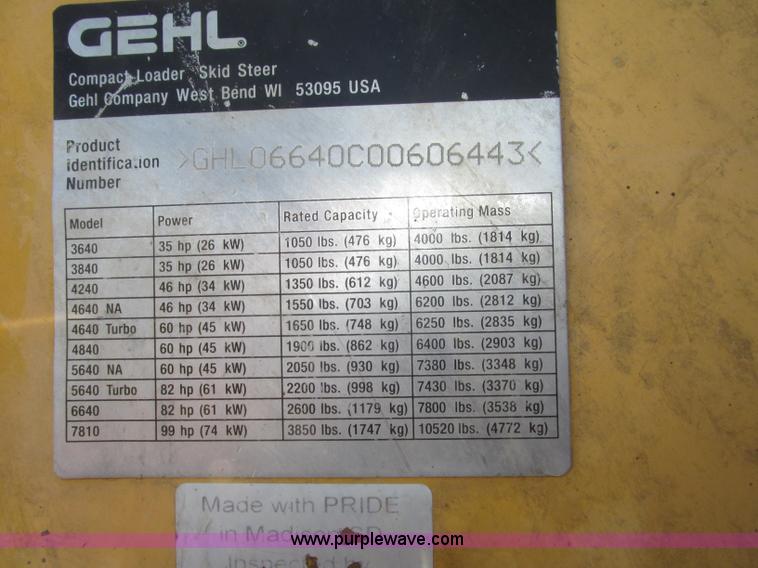 GEHL®
Compact Loader Skid Steer
Gehl Company West Bend WI 53095 USA
Product
identification
Number
>GHL06640C00606443<
Model Power Rated Capacity Operating Mass
3640 35 hp (26 kW) 1050 lbs. (476 kg) 4000 lbs. (1814 kg)
3840 35 hp (26 kW) 1050 lbs. (476 kg) 4000 lbs. (1814 kg)
4240 46 hp (34 kW) 1350 lbs. (612 kg) 4600 lbs. (2087 kg)
4640 NA 46 hp (34 kW) 1550 lbs. (703 kg) 6200 lbs. (2812 kg)
4640 Turbo 60 hp (45 kW) 1650 lbs. (748 kg) 6250 lbs. (2835 kg)
4840 60 hp (45 kW) 1900 lbs. (862 kg) 6400 lbs. (2903 kg)
5640 NA 60 hp (45 kW) 2050 lbs. (930 kg) 7380 lbs. (3348 kg)
5640 Turbo 82 hp (61 kW) 2200 lbs. (998 kg) 7430 lbs. (3370 kg)
6640 82 hp (61 kW) 2600 lbs. (1179 kg) 7800 lbs. (3538 kg)
7810 99 hp (74 kW) 3850 lbs. (1747 kg) 10520 lbs. (4772 kg)
Made with PRIDE
in Madison SD
www.purplewave.com
Inspected by